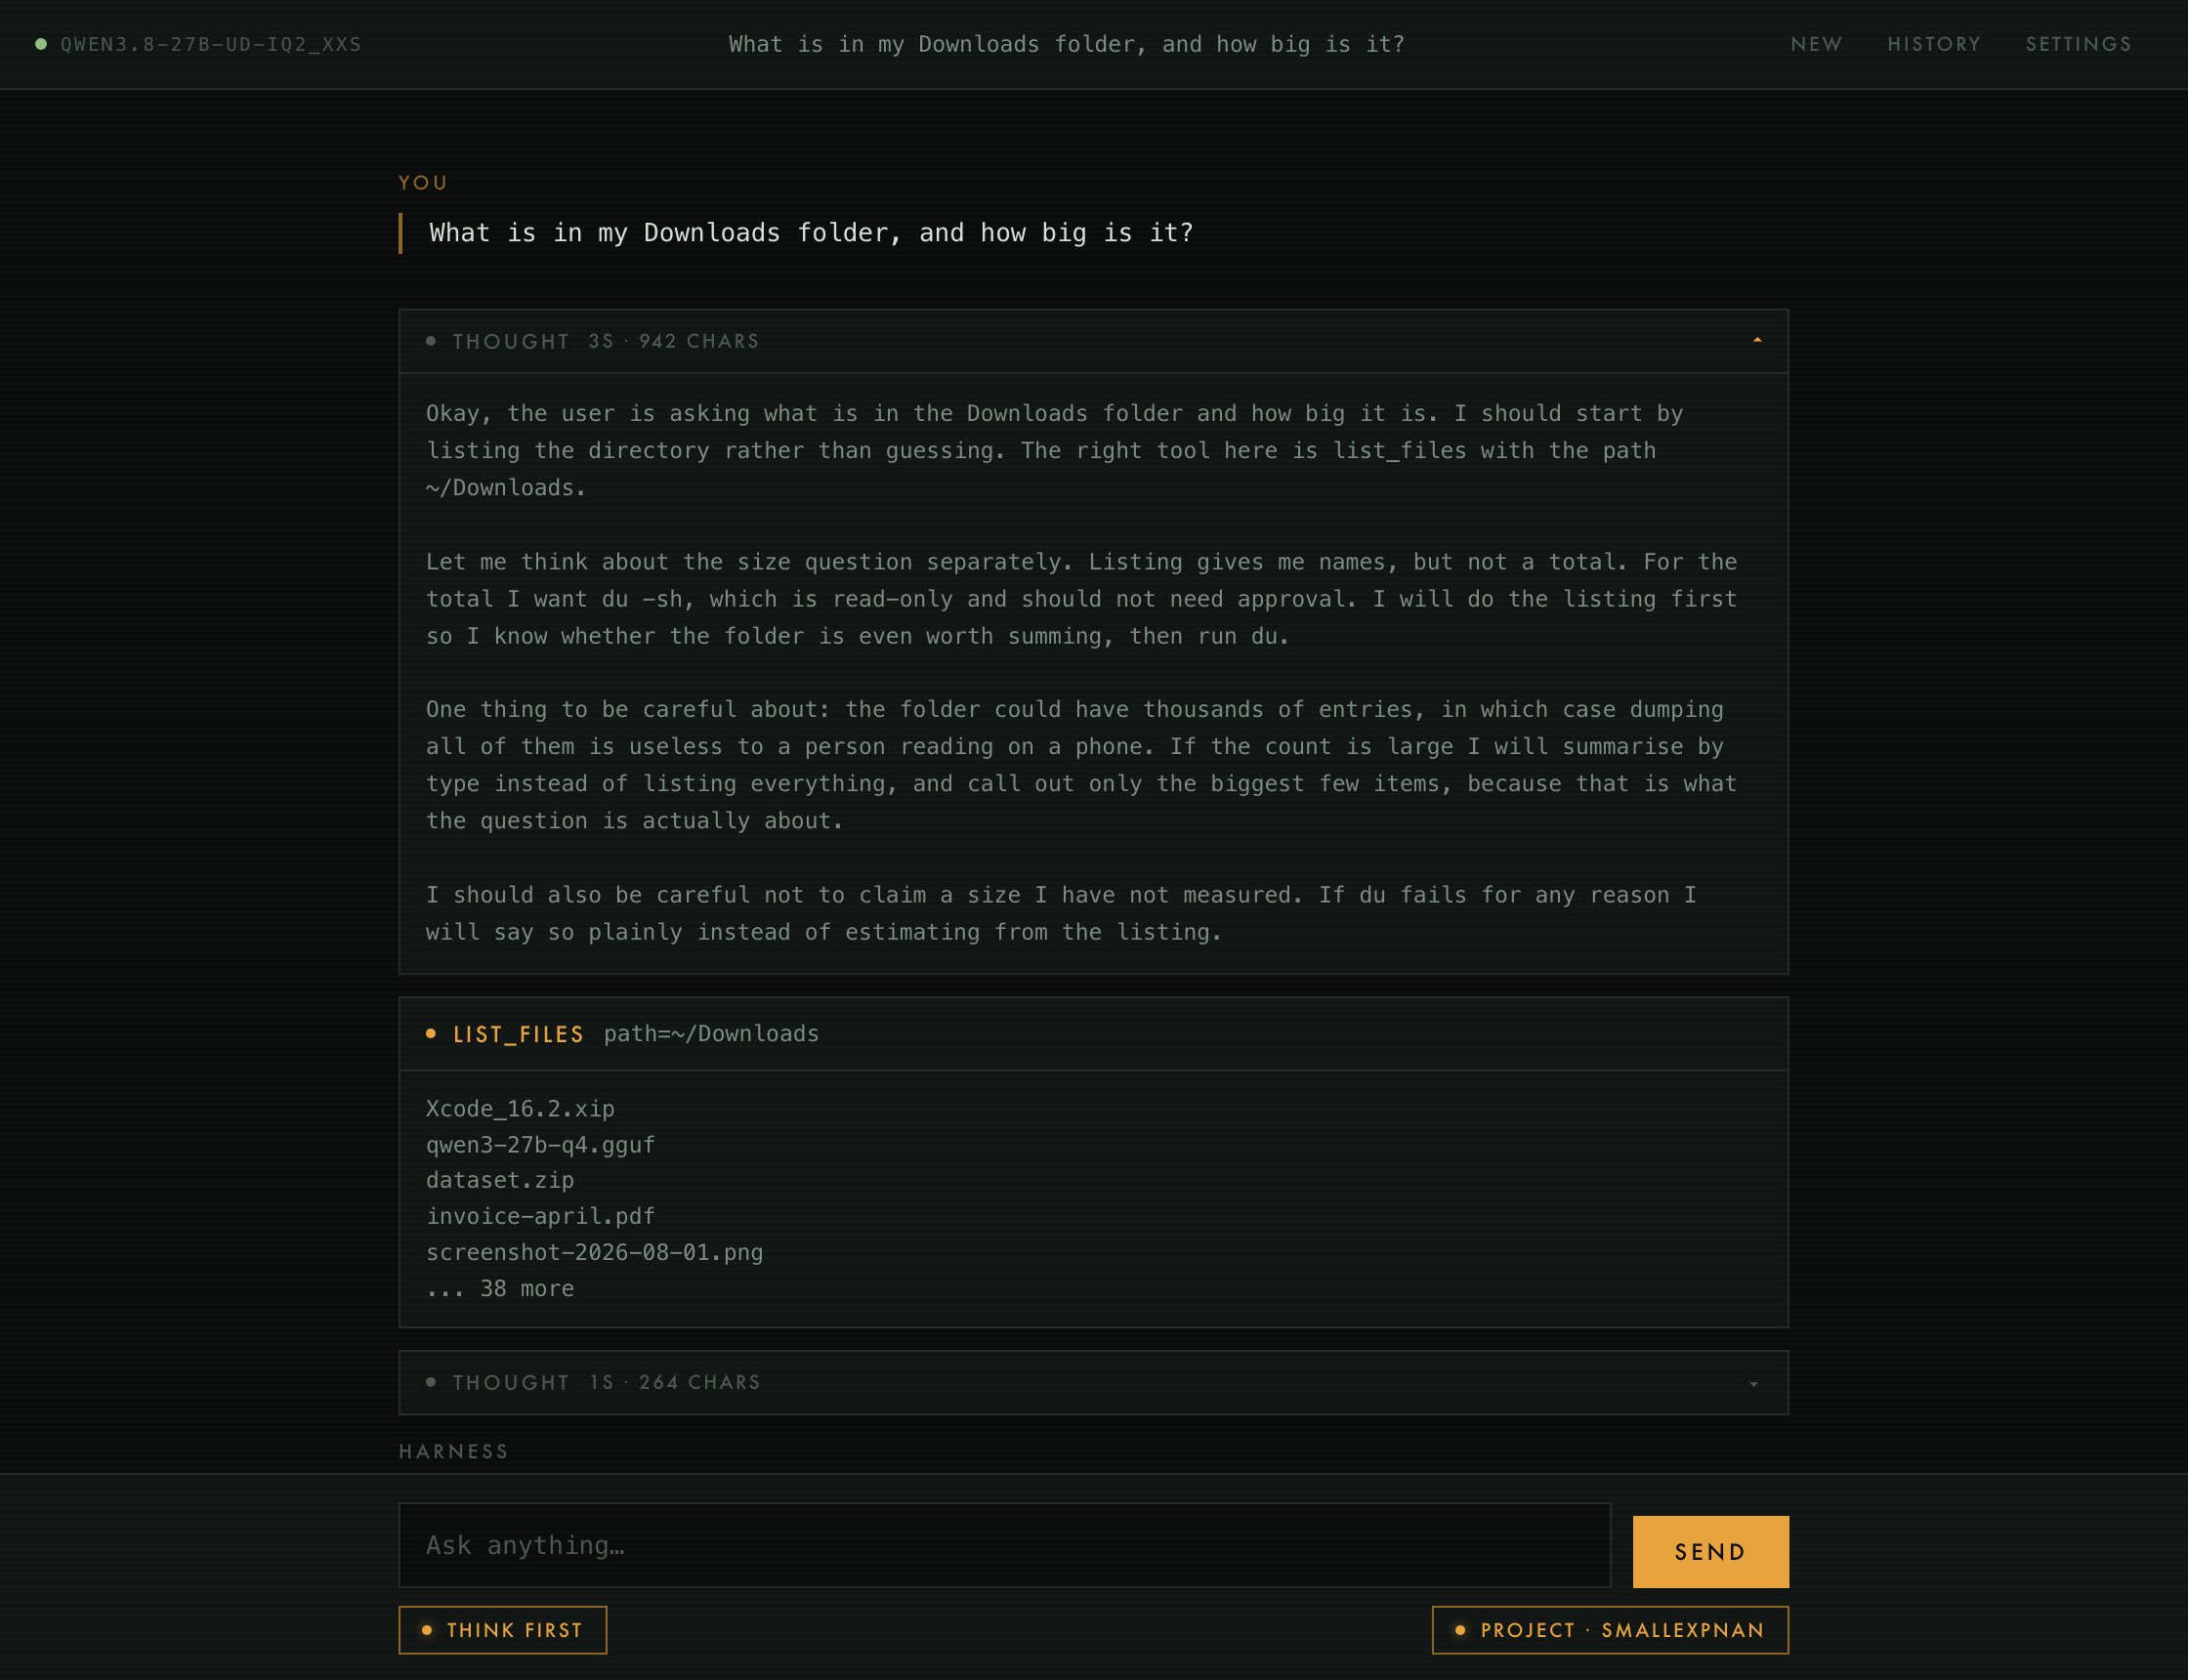 QWEN3.8-27B-UD-IQ2_XXS
What is in my Downloads folder, and how big is it?
NEW HISTORY SETTINGS
YOU
What is in my Downloads folder, and how big is it?
THOUGHT 3S · 942 CHARS
Okay, the user is asking what is in the Downloads folder and how big it is. I should start by
listing the directory rather than guessing. The right tool here is list_files with the path
~/Downloads.
Let me think about the size question separately. Listing gives me names, but not a total. For the
total I want du -sh, which is read-only and should not need approval. I will do the listing first
so I know whether the folder is even worth summing, then run du.
One thing to be careful about: the folder could have thousands of entries, in which case dumping
all of them is useless to a person reading on a phone. If the count is large I will summarise by
type instead of listing everything, and call out only the biggest few items, because that is what
the question is actually about.
I should also be careful not to claim a size I have not measured. If du fails for any reason I
will say so plainly instead of estimating from the listing.
LIST_FILES path=~/Downloads
Xcode_16.2.xip
qwen3-27b-q4.gguf
dataset.zip
invoice-april.pdf
screenshot-2026-08-01.png
... 38 more
THOUGHT 1S · 264 CHARS
HARNESS
Ask anything…
SEND
THINK FIRST
PROJECT · SMALLEXPNAN